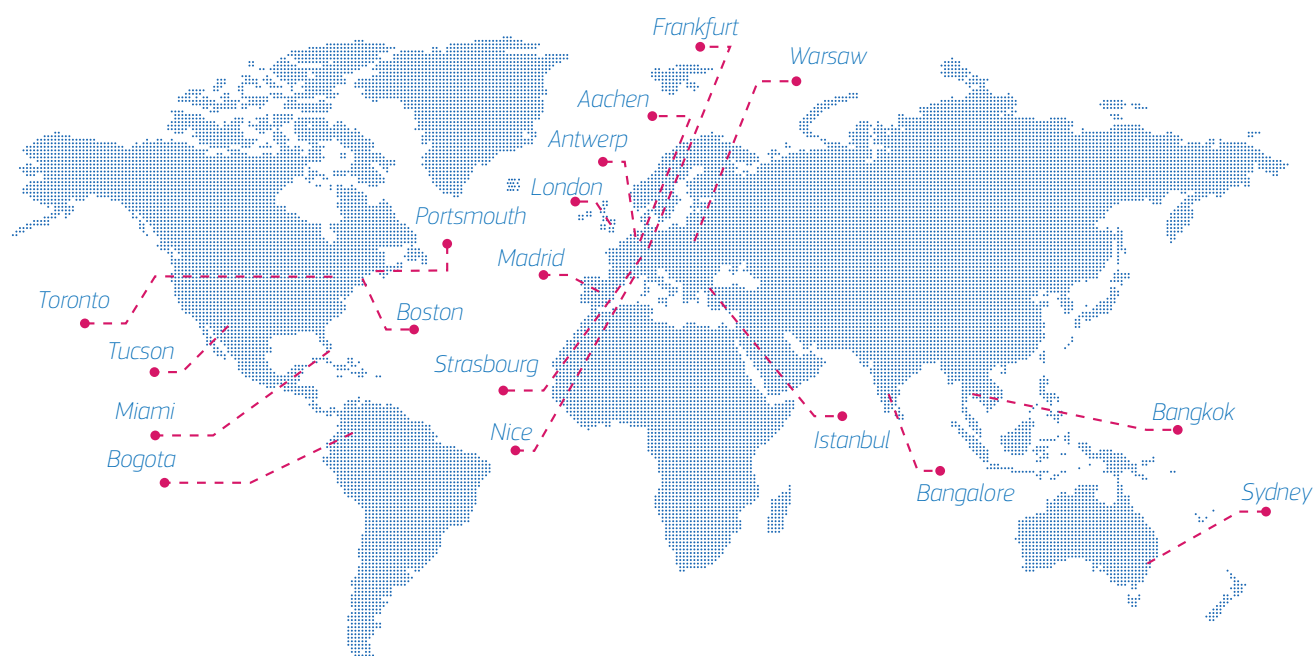 Frankfurt
Warsaw
Aachen
Antwerp
London
Portsmouth
Madrid
Toronto
Boston
Tucson
Strasbourg
Miami
Bangkok
Nice
Istanbul
Bogota
Bangalore
Sydney